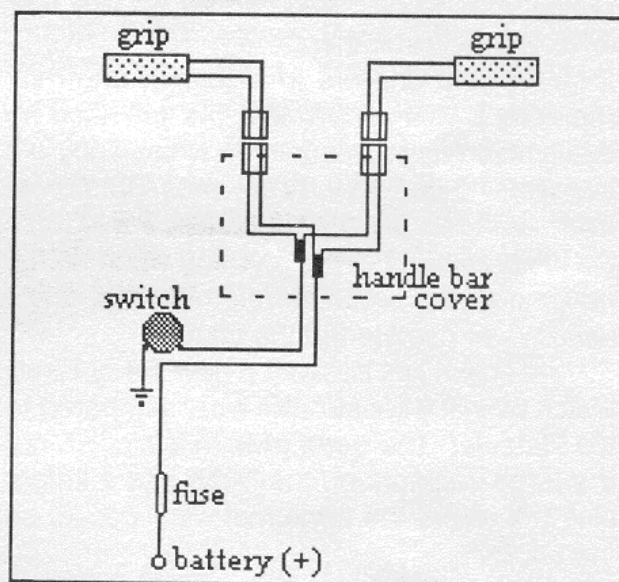 grip
grip
handle bar
cover
switch
fuse
battery (+)